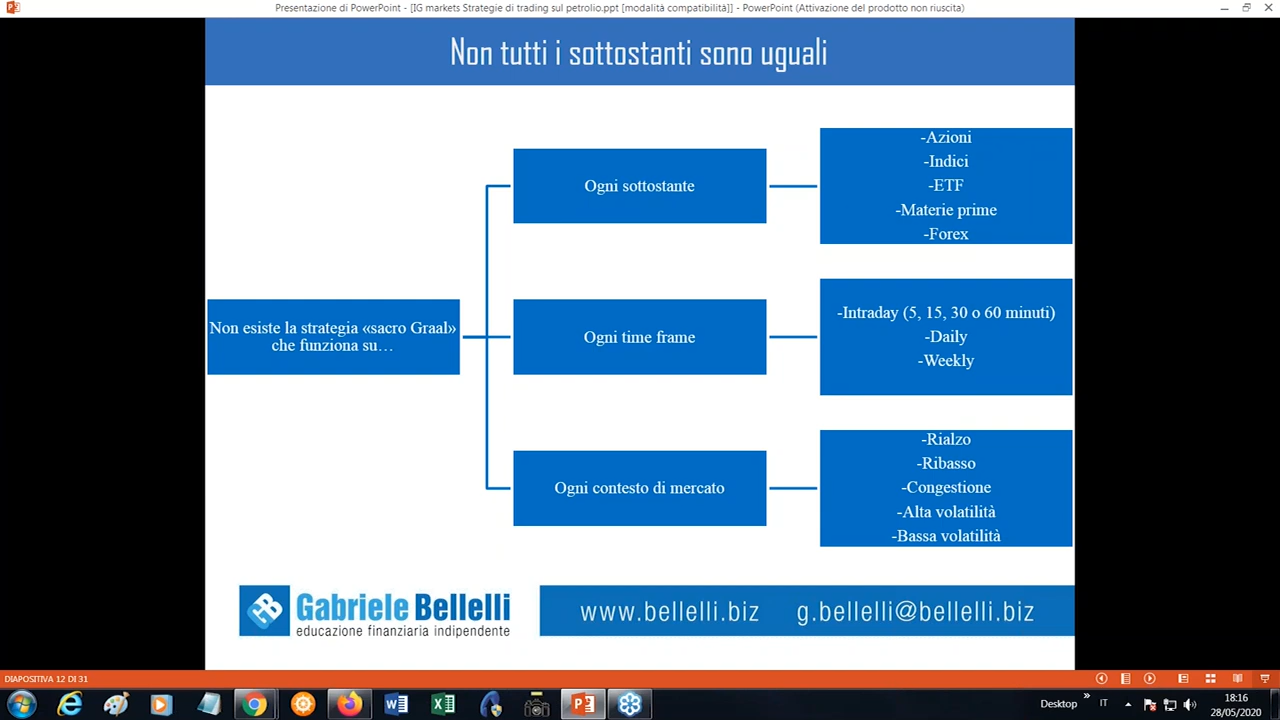 Presentazione di PowerPoint - [IG markets Strategie di trading sul petrolio.ppt [modalità compatibilità]] - PowerPoint (Attivazione del prodotto non riuscita)
Non tutti i sottostanti sono uguali
Non esiste la strategia «sacro Graal»
che funziona su…
Ogni sottostante
-Azioni
-Indici
-ETF
-Materie prime
-Forex
Ogni time frame
-Intraday (5, 15, 30 o 60 minuti)
-Daily
-Weekly
Ogni contesto di mercato
-Rialzo
-Ribasso
-Congestione
-Alta volatilità
-Bassa volatilità
Gabriele Bellelli
educazione finanziaria indipendente
www.bellelli.biz g.bellelli@bellelli.biz
DIAPOSITIVA 12 DI 31
Desktop
IT
18:16
28/05/2020